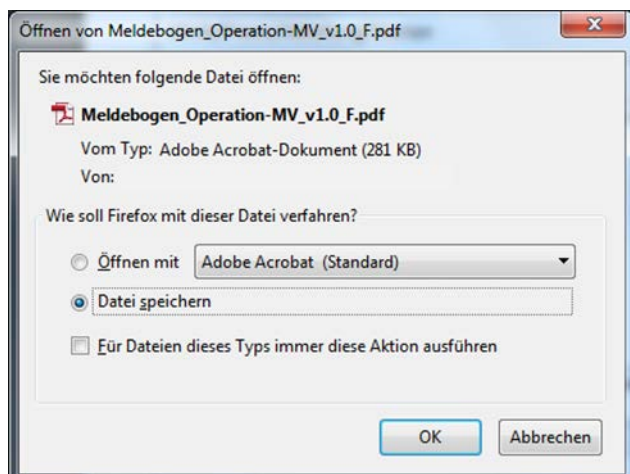 Öffnen von Meldebogen_Operation-MV_v1.0_F.pdf
Sie möchten folgende Datei öffnen:
Meldebogen_Operation-MV_v1.0_F.pdf
Vom Typ: Adobe Acrobat-Dokument (281 KB)
Von:
Wie soll Firefox mit dieser Datei verfahren?
Öffnen mit Adobe Acrobat (Standard)
Datei speichern
Für Dateien dieses Typs immer diese Aktion ausführen
OK Abbrechen